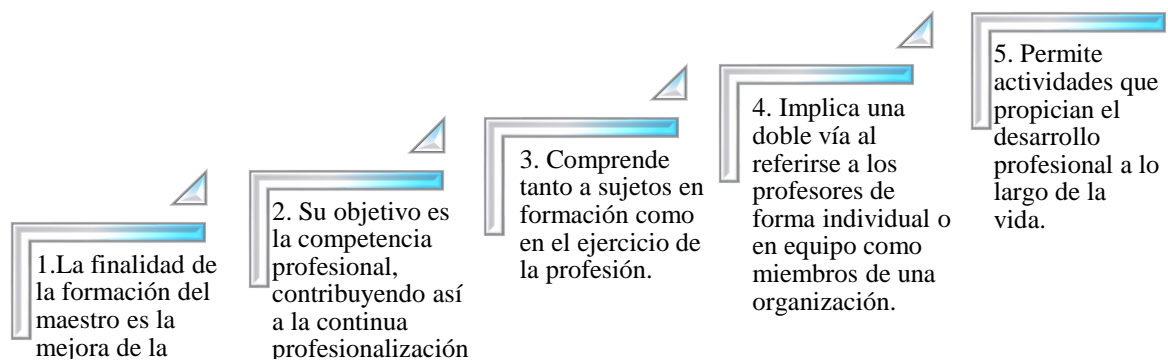 1.La finalidad de
la formación del
maestro es la
mejora de la
2. Su objetivo es
la competencia
profesional,
contribuyendo así
a la continua
profesionalización
3. Comprende
tanto a sujetos en
formación como
en el ejercicio de
la profesión.
4. Implica una
doble vía al
referirse a los
profesores de
forma individual o
en equipo como
miembros de una
organización.
5. Permite
actividades que
propician el
desarrollo
profesional a lo
largo de la
vida.